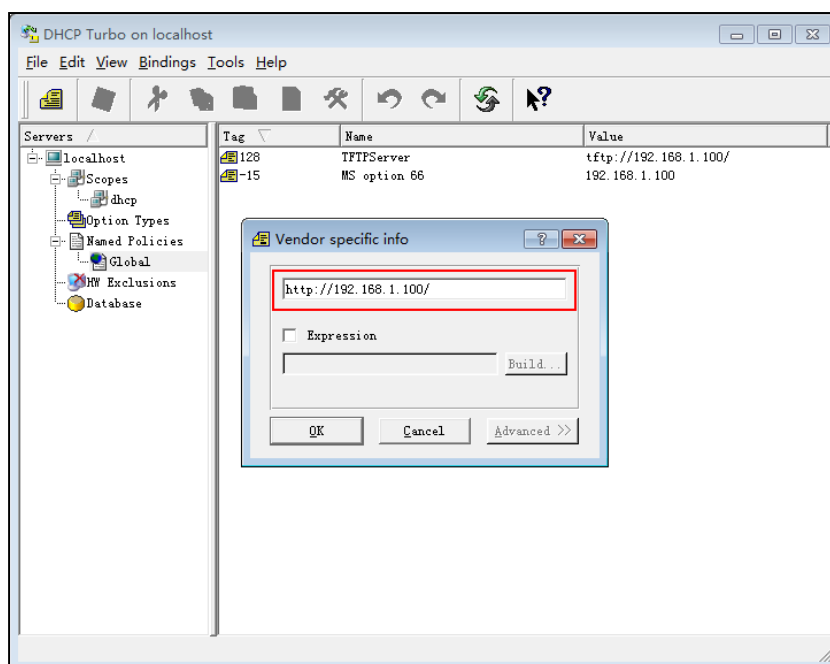 DHCP Turbo on localhost
File Edit View Bindings Tools Help
Servers Tag Name Value
localhost 128 TFTPServer tftp://192.168.1.100/
Scopes -15 MS option 66 192.168.1.100
dhcp
Option Types
Named Policies
Global
HW Exclusions
Database
Vendor specific info
http://192.168.1.100/
Expression
Build...
OK Cancel Advanced >>